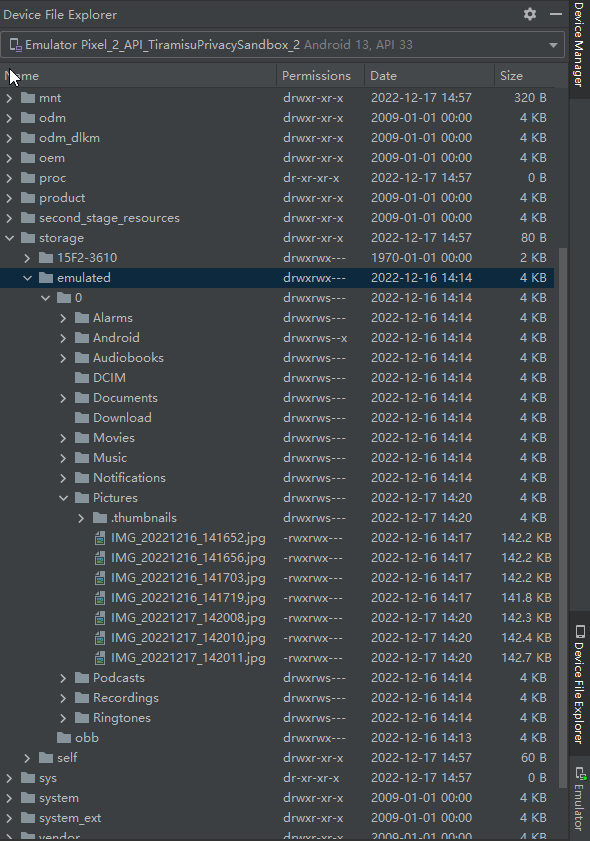 Device File Explorer
Emulator Pixel_2_API_TiramisuPrivacySandbox_2 Android 13, API 33
Name Permissions Date Size
mnt drwxr-xr-x 2022-12-17 14:57 320 B
odm drwxr-xr-x 2009-01-01 00:00 4 KB
odm_dlkm drwxr-xr-x 2009-01-01 00:00 4 KB
oem drwxr-xr-x 2009-01-01 00:00 4 KB
proc dr-xr-xr-x 2022-12-17 14:57 0 B
product drwxr-xr-x 2009-01-01 00:00 4 KB
second_stage_resources drwxr-xr-x 2009-01-01 00:00 4 KB
storage drwxr-xr-x 2022-12-17 14:57 80 B
15F2-3610 drwxrwx--- 1970-01-01 00:00 2 KB
emulated drwxrwx--- 2022-12-16 14:14 4 KB
0 drwxrws--- 2022-12-16 14:14 4 KB
Alarms drwxrws--- 2022-12-16 14:14 4 KB
Android drwxrws--x 2022-12-16 14:14 4 KB
Audiobooks drwxrws--- 2022-12-16 14:14 4 KB
DCIM drwxrws--- 2022-12-16 14:14 4 KB
Documents drwxrws--- 2022-12-16 14:14 4 KB
Download drwxrws--- 2022-12-16 14:14 4 KB
Movies drwxrws--- 2022-12-16 14:14 4 KB
Music drwxrws--- 2022-12-16 14:14 4 KB
Notifications drwxrws--- 2022-12-16 14:14 4 KB
Pictures drwxrws--- 2022-12-17 14:20 4 KB
.thumbnails drwxrws--- 2022-12-17 14:20 4 KB
IMG_20221216_141652.jpg -rwxrwx--- 2022-12-16 14:17 142.2 KB
IMG_20221216_141656.jpg -rwxrwx--- 2022-12-16 14:17 142.2 KB
IMG_20221216_141703.jpg -rwxrwx--- 2022-12-16 14:17 142.2 KB
IMG_20221216_141719.jpg -rwxrwx--- 2022-12-16 14:17 141.8 KB
IMG_20221217_142008.jpg -rwxrwx--- 2022-12-17 14:20 142.3 KB
IMG_20221217_142010.jpg -rwxrwx--- 2022-12-17 14:20 142.4 KB
IMG_20221217_142011.jpg -rwxrwx--- 2022-12-17 14:20 142.7 KB
Podcasts drwxrws--- 2022-12-16 14:14 4 KB
Recordings drwxrws--- 2022-12-16 14:14 4 KB
Ringtones drwxrws--- 2022-12-16 14:14 4 KB
obb drwxrws--- 2022-12-16 14:13 4 KB
self drwxr-xr-x 2022-12-17 14:57 60 B
sys dr-xr-xr-x 2022-12-17 14:57 0 B
system drwxr-xr-x 2009-01-01 00:00 4 KB
system_ext drwxr-xr-x 2009-01-01 00:00 4 KB
vendor drwxr-xr-x 2009-01-01 00:00 4 KB
Device Manager
Device File Explorer
Emulator